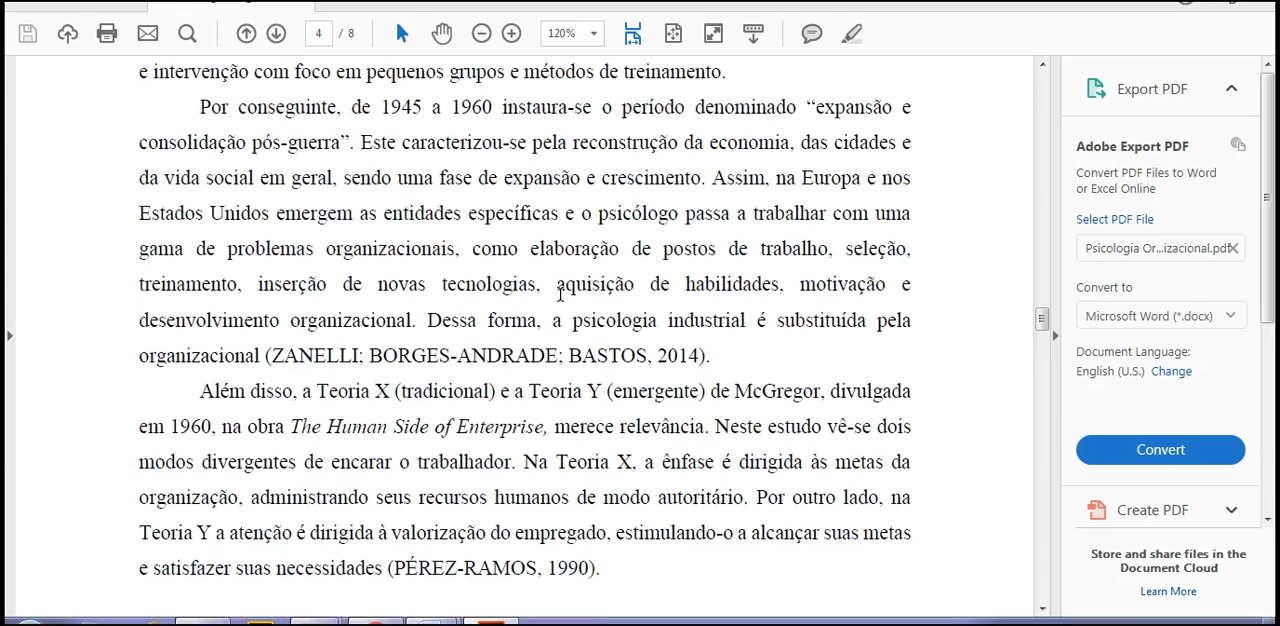 4 / 8
120%
e intervenção com foco em pequenos grupos e métodos de treinamento.
Por conseguinte, de 1945 a 1960 instaura-se o período denominado “expansão e
consolidação pós-guerra”. Este caracterizou-se pela reconstrução da economia, das cidades e
da vida social em geral, sendo uma fase de expansão e crescimento. Assim, na Europa e nos
Estados Unidos emergem as entidades específicas e o psicólogo passa a trabalhar com uma
gama de problemas organizacionais, como elaboração de postos de trabalho, seleção,
treinamento, inserção de novas tecnologias, aquisição de habilidades, motivação e
desenvolvimento organizacional. Dessa forma, a psicologia industrial é substituída pela
organizacional (ZANELLI; BORGES-ANDRADE; BASTOS, 2014).
Além disso, a Teoria X (tradicional) e a Teoria Y (emergente) de McGregor, divulgada
em 1960, na obra The Human Side of Enterprise, merece relevância. Neste estudo vê-se dois
modos divergentes de encarar o trabalhador. Na Teoria X, a ênfase é dirigida às metas da
organização, administrando seus recursos humanos de modo autoritário. Por outro lado, na
Teoria Y a atenção é dirigida à valorização do empregado, estimulando-o a alcançar suas metas
e satisfazer suas necessidades (PÉREZ-RAMOS, 1990).
Export PDF
Adobe Export PDF
Convert PDF Files to Word
or Excel Online
Select PDF File
Psicologia Or...izacional.pdf
Convert to
Microsoft Word (*.docx)
Document Language:
English (U.S.) Change
Convert
Create PDF
Store and share files in the
Document Cloud
Learn More